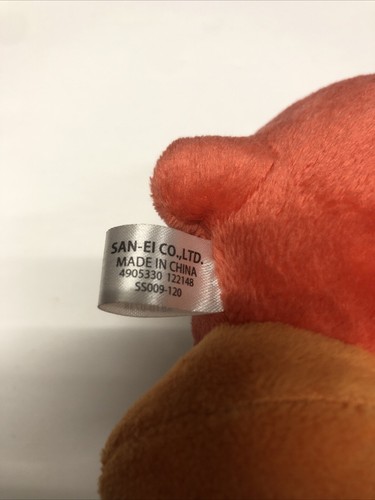 SAN-EI CO.,LTD.
MADE IN CHINA
4905330 122148
SS009-120